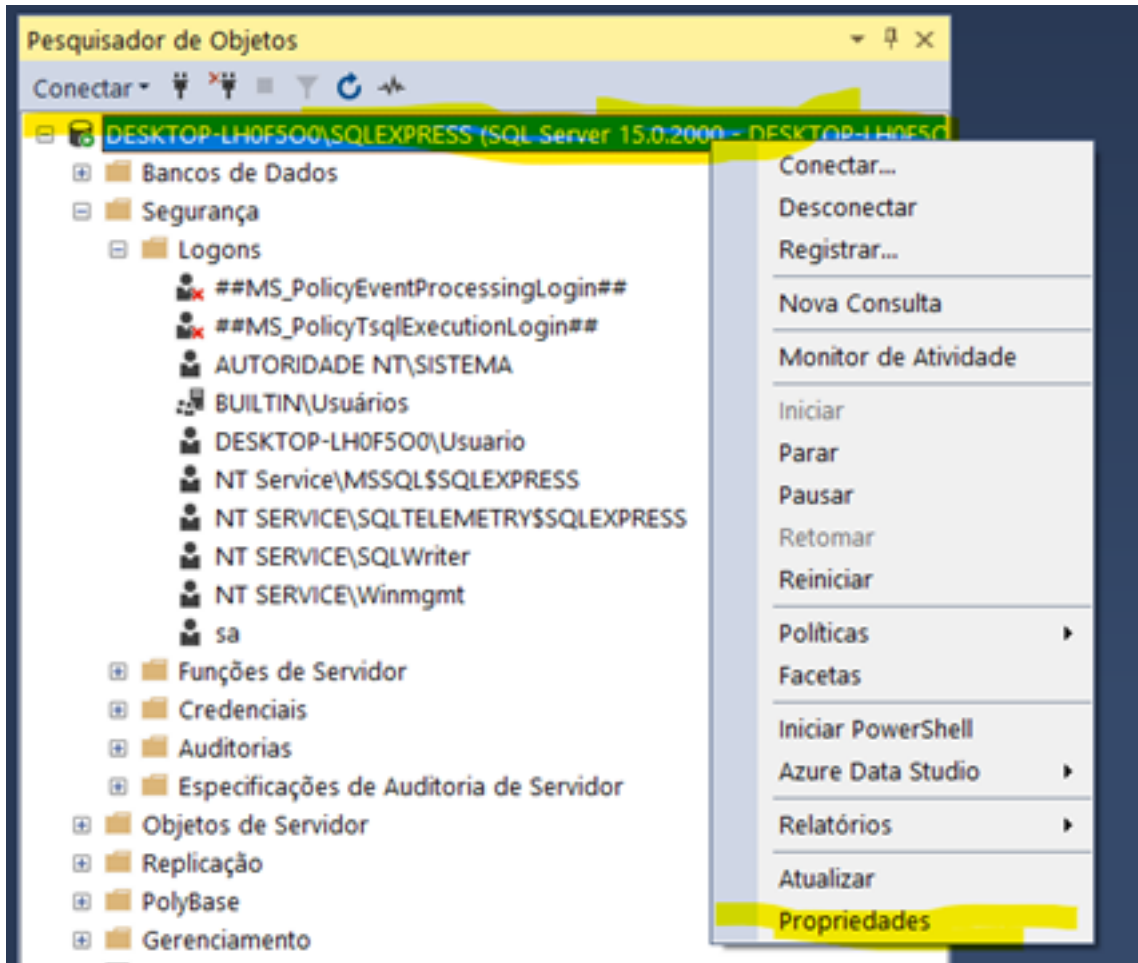 Pesquisador de Objetos
Conectar
DESKTOP-LH0F5O0\SQLEXPRESS (SQL Server 15.0.2000 - DESKTOP-LH0F5O
Bancos de Dados
Segurança
Logons
##MS_PolicyEventProcessingLogin##
##MS_PolicyTsqlExecutionLogin##
AUTORIDADE NT\SISTEMA
BUILTIN\Usuários
DESKTOP-LH0F5O0\Usuario
NT Service\MSSQL$SQLEXPRESS
NT SERVICE\SQLTELEMETRY$SQLEXPRESS
NT SERVICE\SQLWriter
NT SERVICE\Winmgmt
sa
Funções de Servidor
Credenciais
Auditorias
Especificações de Auditoria de Servidor
Objetos de Servidor
Replicação
PolyBase
Gerenciamento
Conectar...
Desconectar
Registrar...
Nova Consulta
Monitor de Atividade
Iniciar
Parar
Pausar
Retomar
Reiniciar
Políticas
Facetas
Iniciar PowerShell
Azure Data Studio
Relatórios
Atualizar
Propriedades